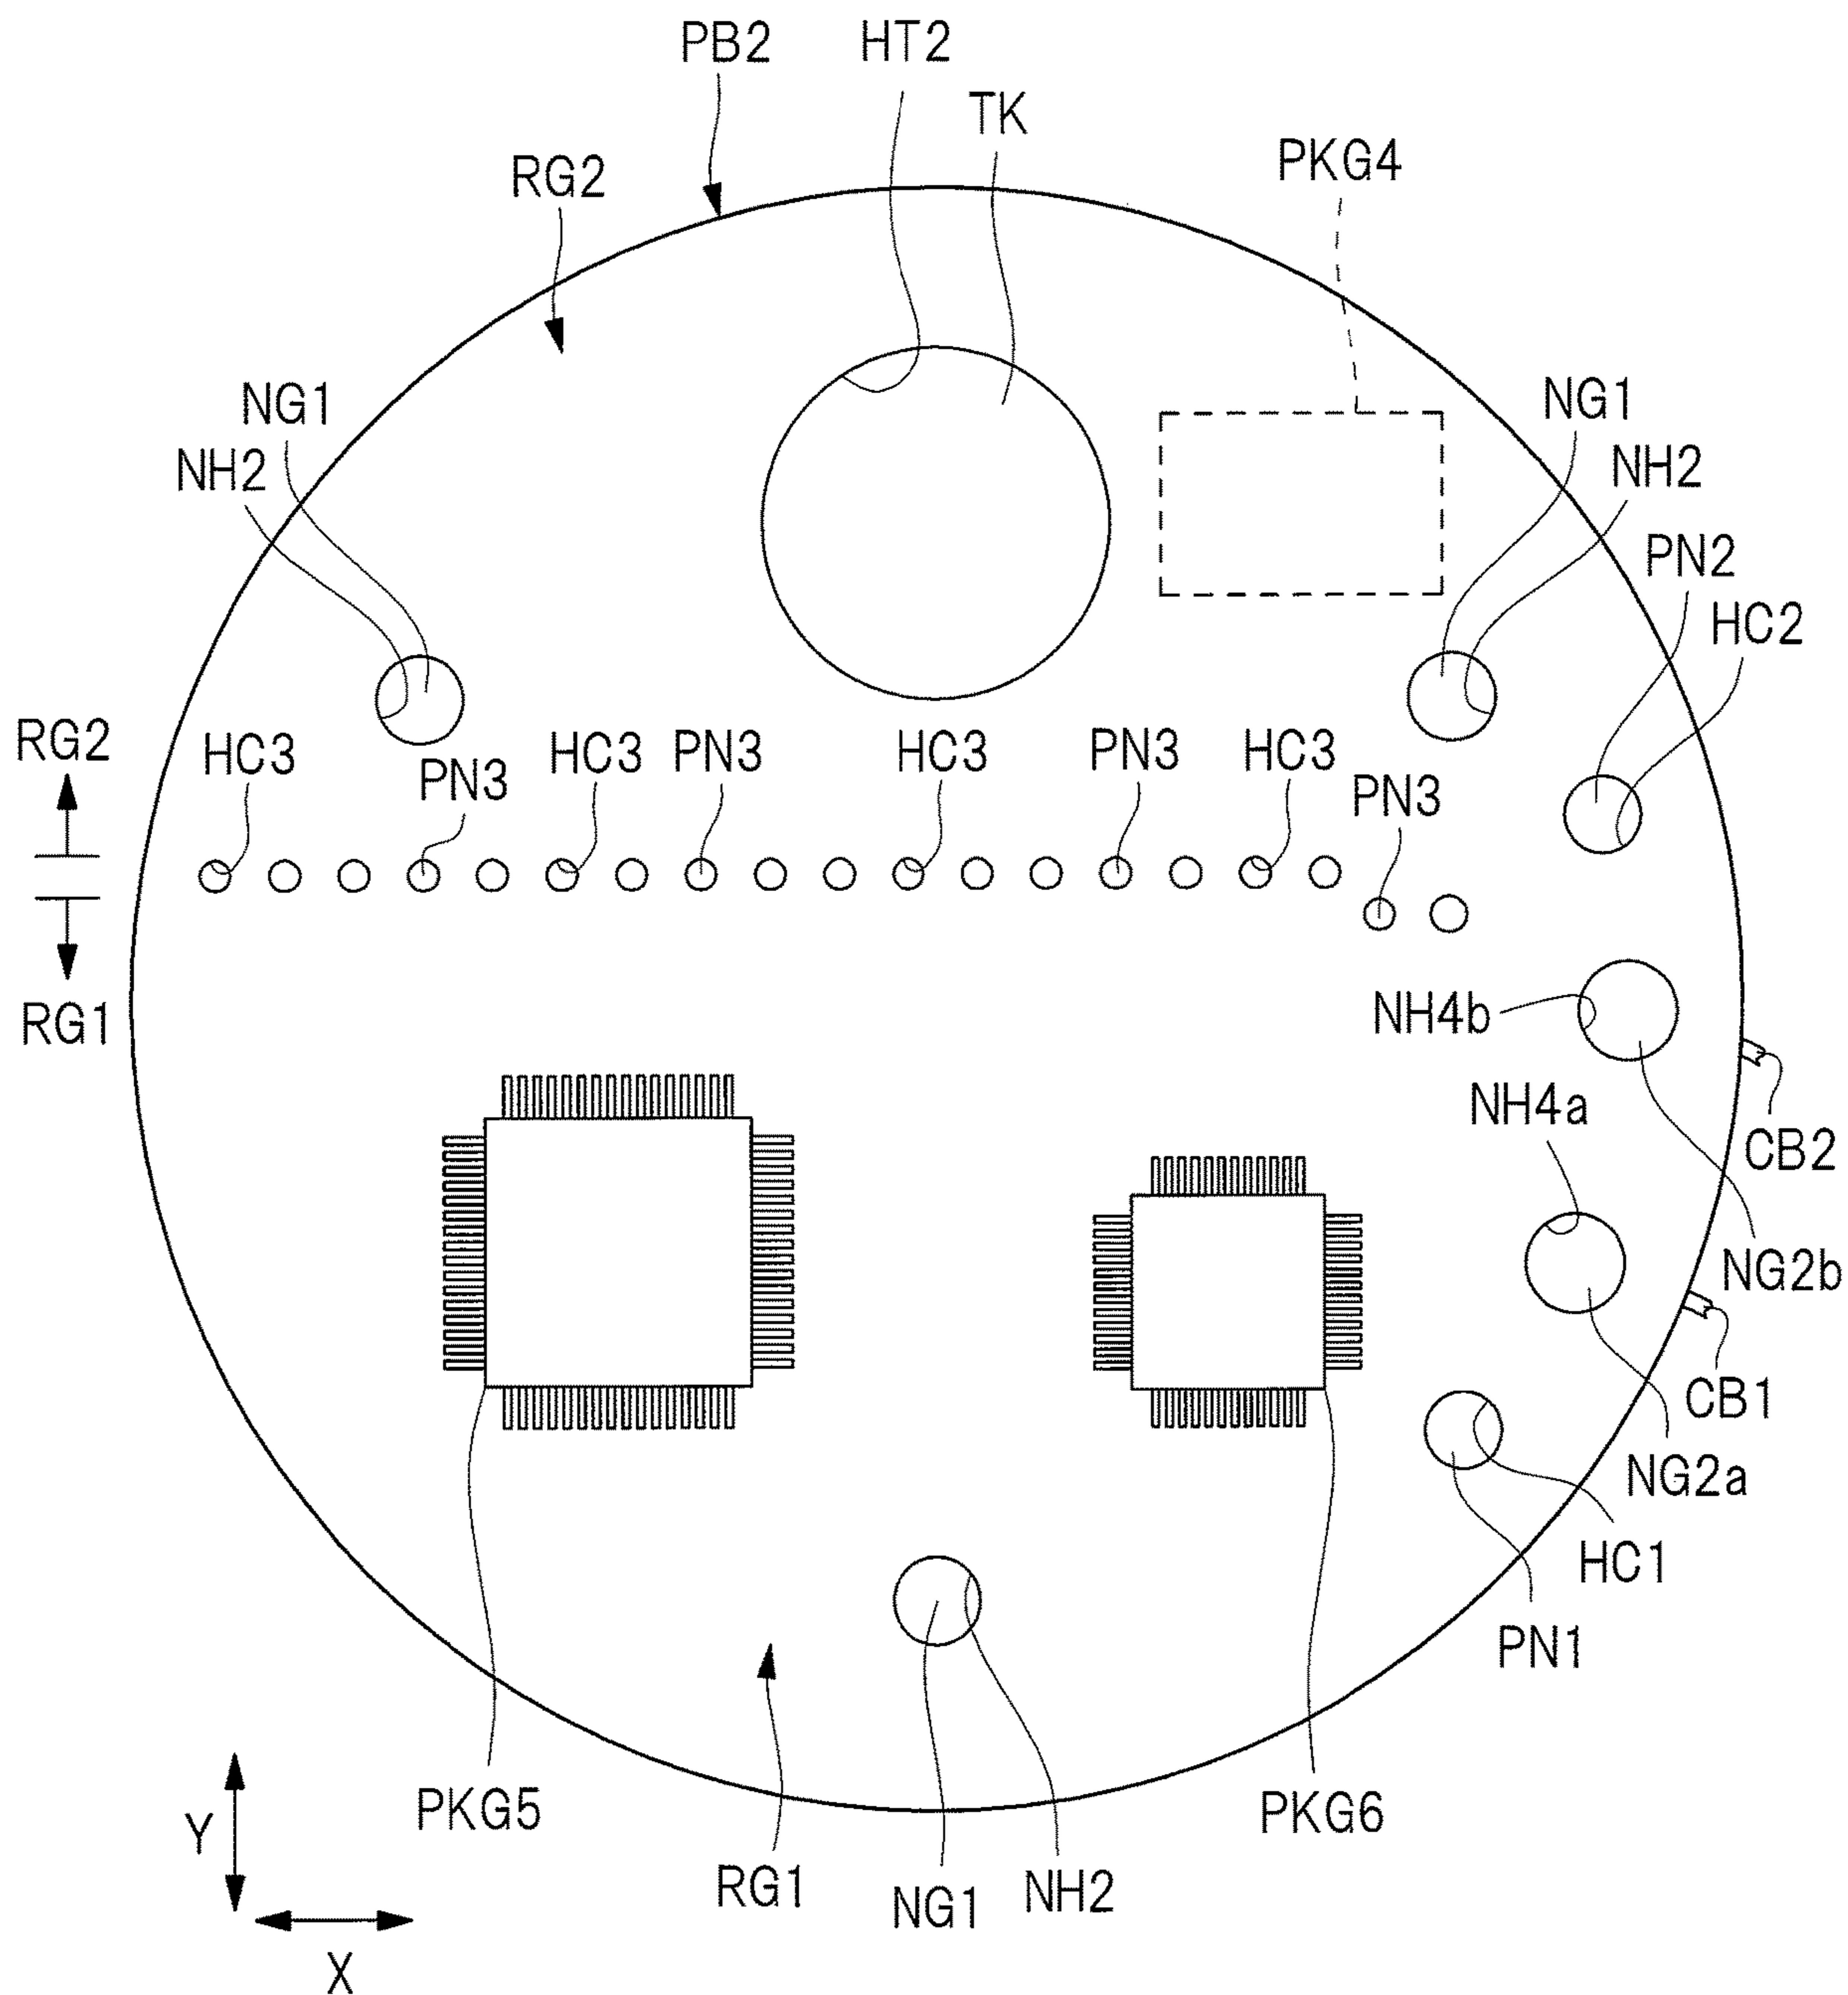 PB2
HT2
TK
RG2
PKG4
NG1
NH2
NG1
NH2
PN2
HC2
RG2
HC3
PN3
HC3
PN3
HC3
PN3
HC3
PN3
RG1
NH4b
NH4a
CB2
NG2b
CB1
NG2a
HC1
PN1
PKG5
PKG6
RG1
NG1
NH2
Y
X